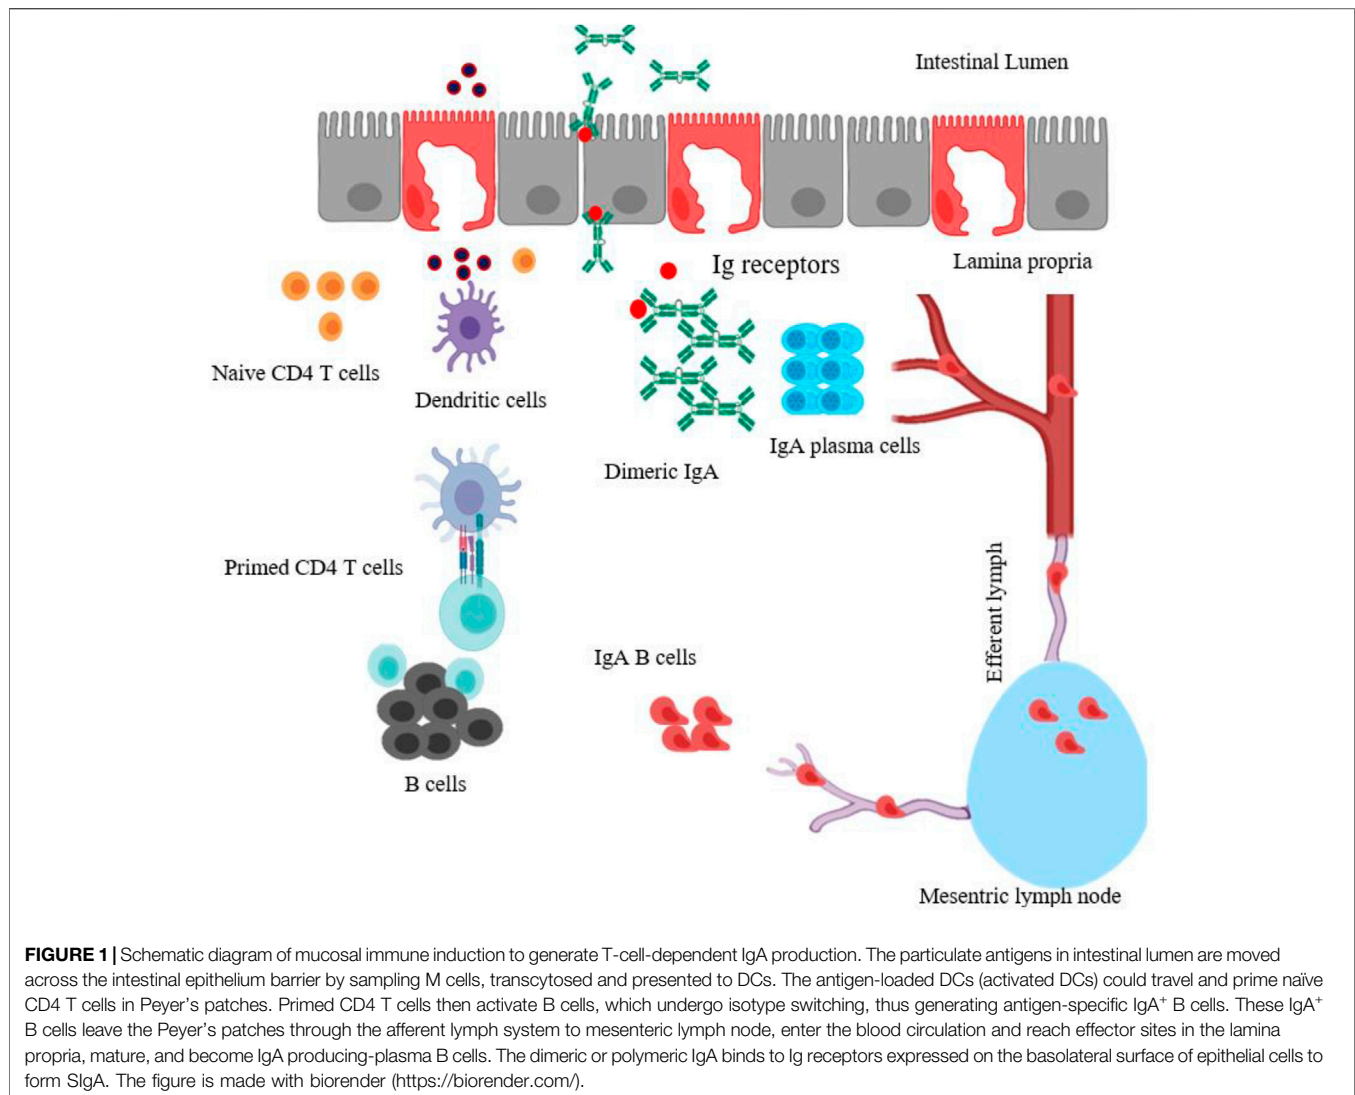 Intestinal Lumen
Ig receptors
Lamina propria
Naive CD4 T cells
Dendritic cells
IgA plasma cells
Dimeric IgA
Primed CD4 T cells
Efferent lymph
IgA B cells
B cells
Mesentric lymph node
FIGURE 1 | Schematic diagram of mucosal immune induction to generate T-cell-dependent IgA production. The particulate antigens in intestinal lumen are moved
across the intestinal epithelium barrier by sampling M cells, transcytosed and presented to DCs. The antigen-loaded DCs (activated DCs) could travel and prime naïve
CD4 T cells in Peyer's patches. Primed CD4 T cells then activate B cells, which undergo isotype switching, thus generating antigen-specific IgA⁺ B cells. These IgA⁺
B cells leave the Peyer's patches through the afferent lymph system to mesenteric lymph node, enter the blood circulation and reach effector sites in the lamina
propria, mature, and become IgA producing-plasma B cells. The dimeric or polymeric IgA binds to Ig receptors expressed on the basolateral surface of epithelial cells to
form SIgA. The figure is made with biorender (https://biorender.com/).